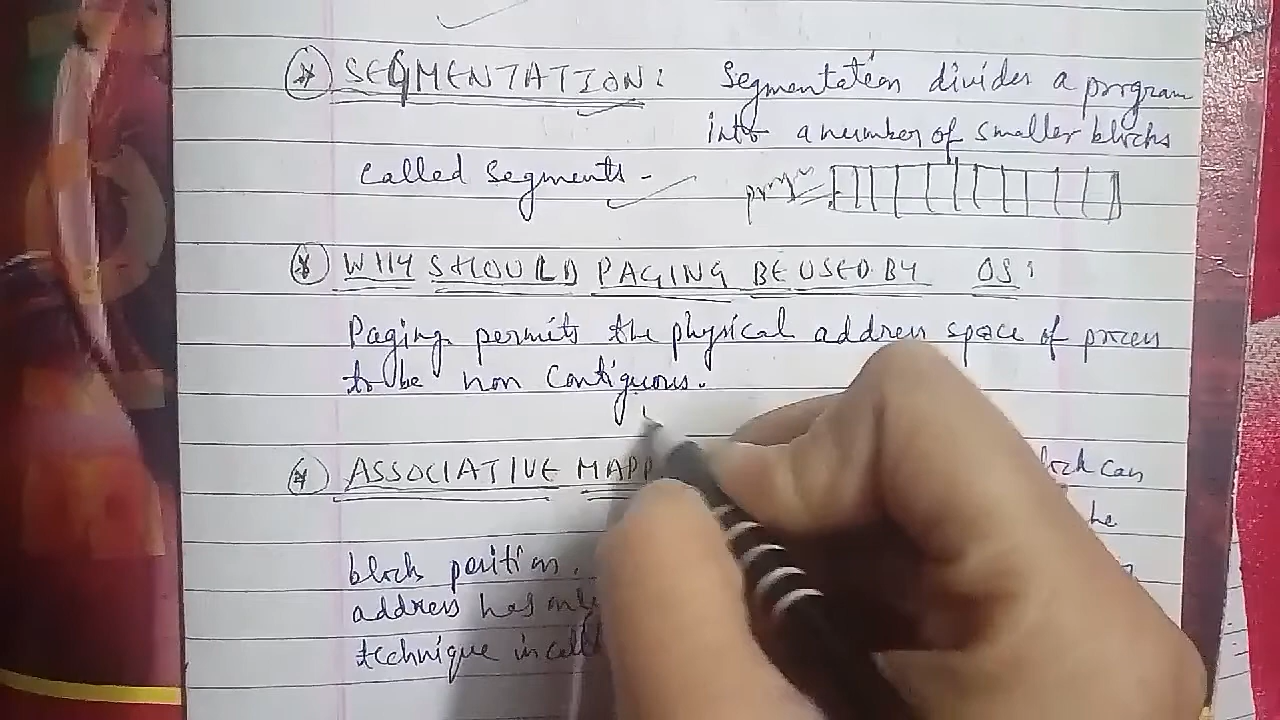 SEGMENTATION: Segmentation divides a program
into a number of smaller blocks
called segments.
WHY SHOULD PAGING BE USED BY OS:
Paging permits the physical address space of process
to be non contiguous.
ASSOCIATIVE MAPP can
he
block position.
address has only
technique is call